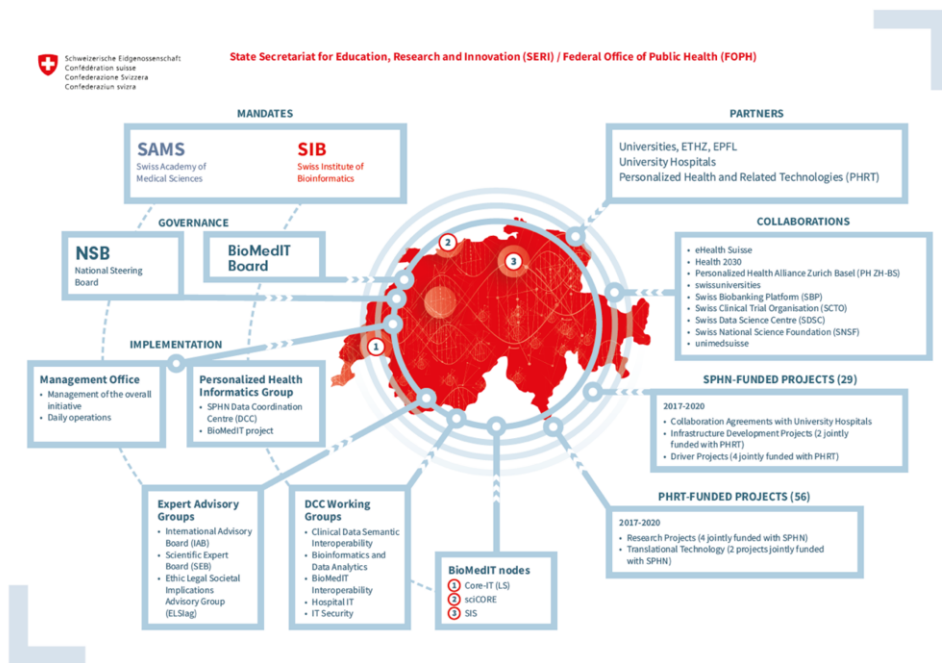 Schweizerische Eidgenossenschaft
Confédération suisse
Confederazione Svizzera
Confederaziun svizra
State Secretariat for Education, Research and Innovation (SERI) / Federal Office of Public Health (FOPH)
MANDATES
SAMS
Swiss Academy of
Medical Sciences
SIB
Swiss Institute of
Bioinformatics
PARTNERS
Universities, ETHZ, EPFL
University Hospitals
Personalized Health and Related Technologies (PHRT)
GOVERNANCE
NSB
National Steering
Board
BioMedIT
Board
COLLABORATIONS
• eHealth Suisse
• Health 2030
• Personalized Health Alliance Zurich Basel (PH ZH-BS)
• swissuniversities
• Swiss Biobanking Platform (SBP)
• Swiss Clinical Trial Organisation (SCTO)
• Swiss Data Science Centre (SDSC)
• Swiss National Science Foundation (SNSF)
• unimedsuisse
2
3
1
IMPLEMENTATION
Management Office
• Management of the overall
initiative
• Daily operations
Personalized Health
Informatics Group
• SPHN Data Coordination
Centre (DCC)
• BioMedIT project
SPHN-FUNDED PROJECTS (29)
2017-2020
• Collaboration Agreements with University Hospitals
• Infrastructure Development Projects (2 jointly
funded with PHRT)
• Driver Projects (4 jointly funded with PHRT)
PHRT-FUNDED PROJECTS (56)
2017-2020
• Research Projects (4 jointly funded with SPHN)
• Translational Technology (2 projects jointly funded
with SPHN)
Expert Advisory
Groups
• International Advisory
Board (IAB)
• Scientific Expert
Board (SEB)
• Ethic Legal Societal
Implications
Advisory Group
(ELSIag)
DCC Working
Groups
• Clinical Data Semantic
Interoperability
• Bioinformatics and
Data Analytics
• BioMedIT
Interoperability
• Hospital IT
• IT Security
BioMedIT nodes
1 Core-IT (LS)
2 sciCORE
3 SIS